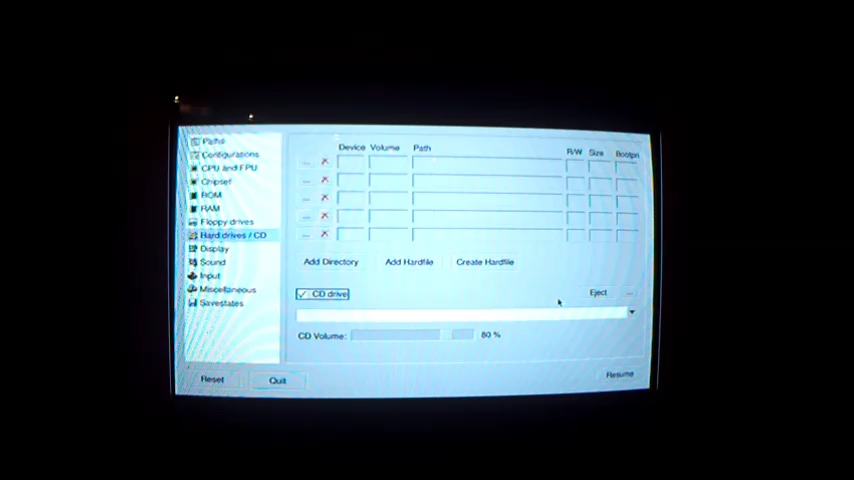 Paths
Configurations
CPU and FPU
Chipset
ROM
RAM
Floppy drives
Hard drives / CD
Display
Sound
Input
Miscellaneous
Savestates
Reset
Quit
Device Volume Path R/W Size Bootpri
...
...
...
...
...
Add Directory Add Hardfile Create Hardfile
CD drive
Eject ...
CD Volume: 80 %
Resume